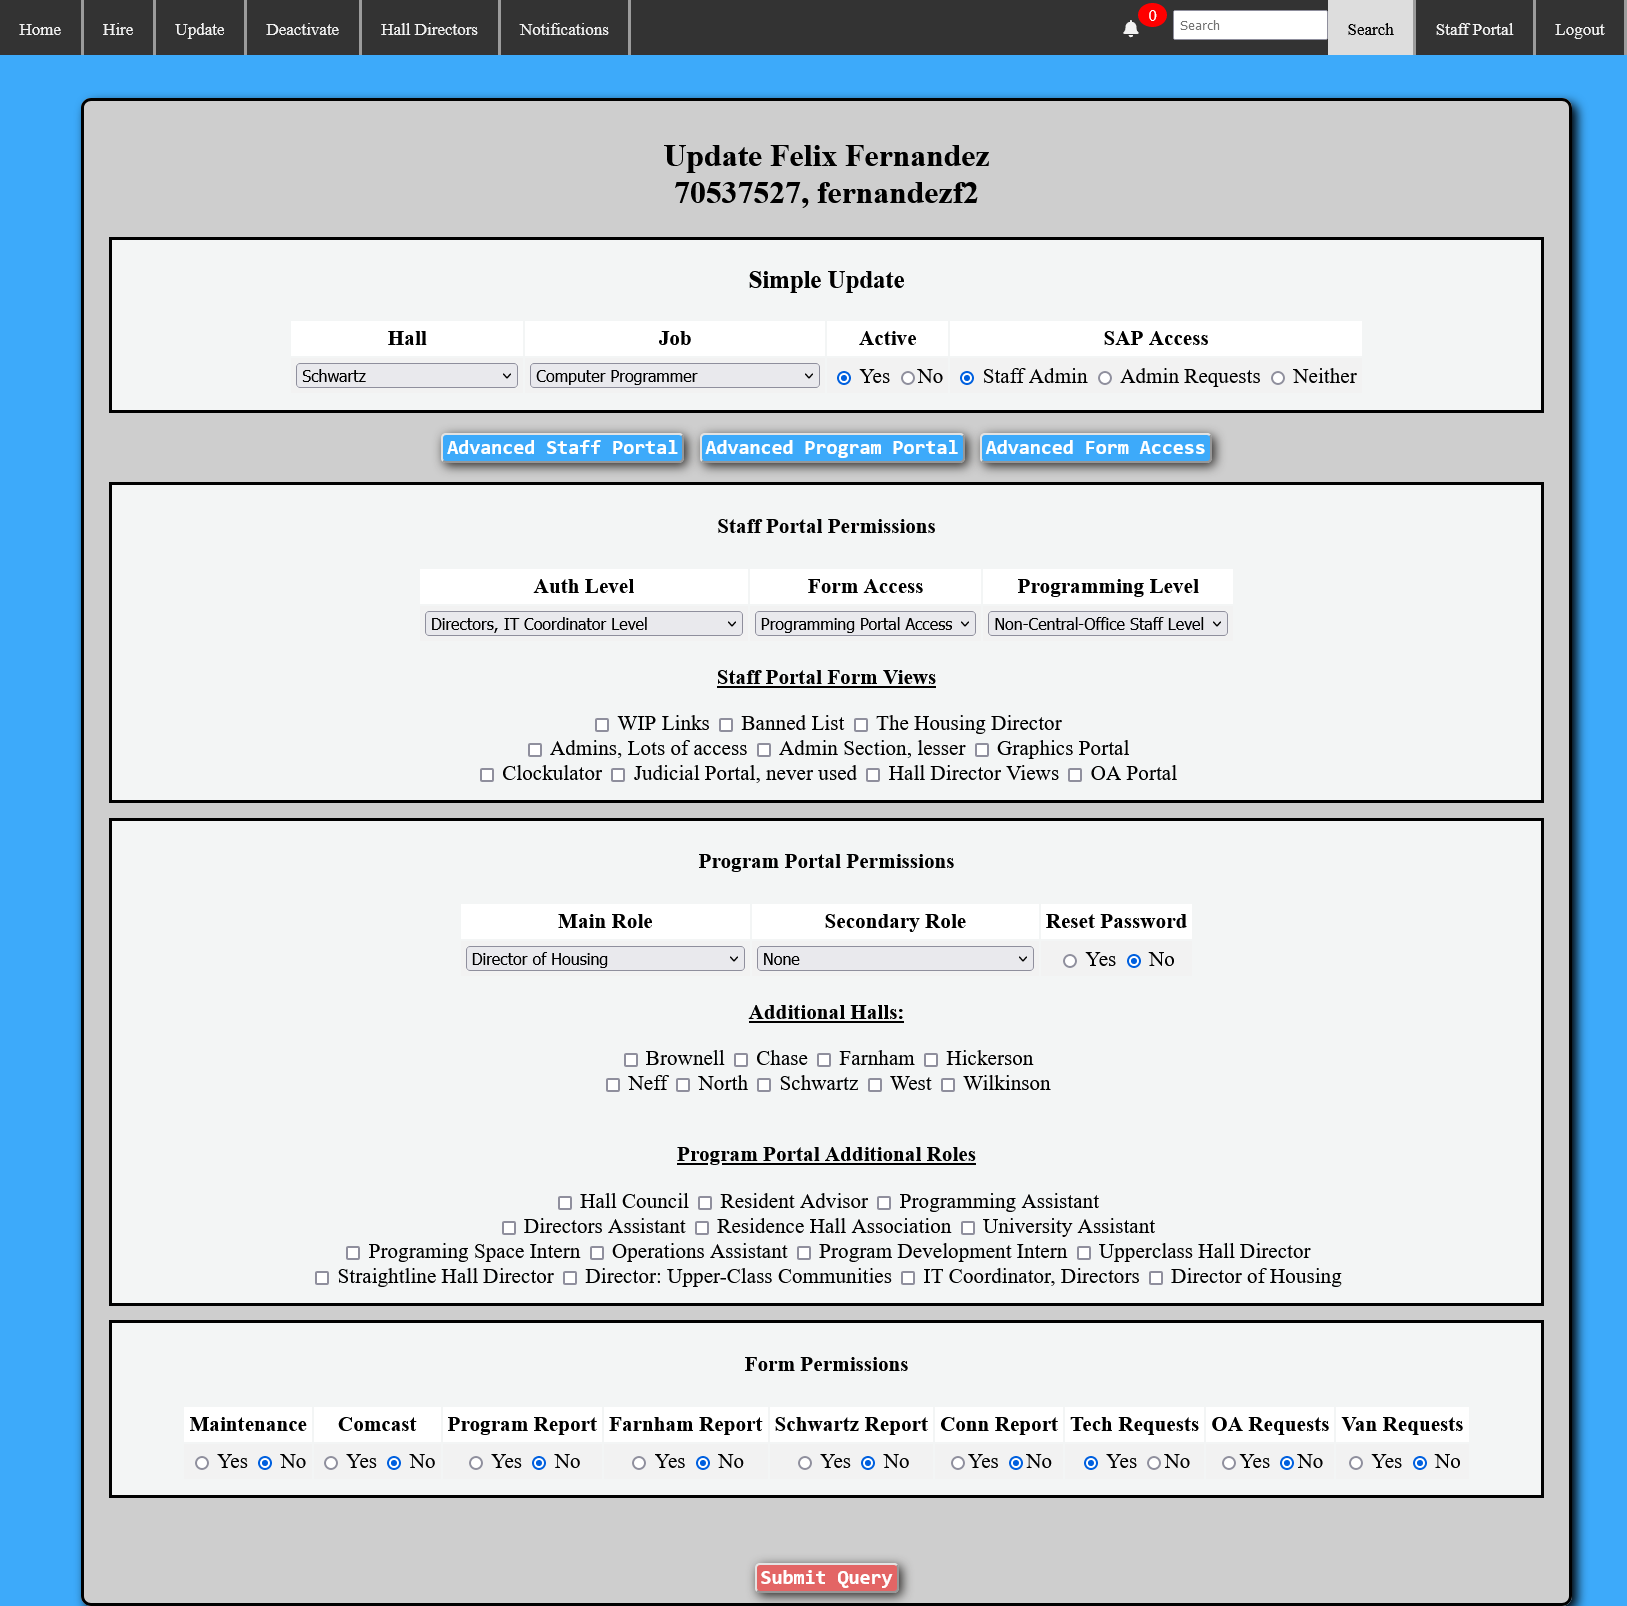 Home Hire Update Deactivate Hall Directors Notifications 0 Search Search Staff Portal Logout
Update Felix Fernandez
70537527, fernandezf2
Simple Update
Hall Job Active SAP Access
Schwartz Computer Programmer Yes No Staff Admin Admin Requests Neither
Advanced Staff Portal Advanced Program Portal Advanced Form Access
Staff Portal Permissions
Auth Level Form Access Programming Level
Directors, IT Coordinator Level Programming Portal Access Non-Central-Office Staff Level
Staff Portal Form Views
WIP Links Banned List The Housing Director
Admins, Lots of access Admin Section, lesser Graphics Portal
Clockulator Judicial Portal, never used Hall Director Views OA Portal
Program Portal Permissions
Main Role Secondary Role Reset Password
Director of Housing None Yes No
Additional Halls:
Brownell Chase Farnham Hickerson
Neff North Schwartz West Wilkinson
Program Portal Additional Roles
Hall Council Resident Advisor Programming Assistant
Directors Assistant Residence Hall Association University Assistant
Programing Space Intern Operations Assistant Program Development Intern Upperclass Hall Director
Straightline Hall Director Director: Upper-Class Communities IT Coordinator, Directors Director of Housing
Form Permissions
Maintenance Comcast Program Report Farnham Report Schwartz Report Conn Report Tech Requests OA Requests Van Requests
Yes No Yes No Yes No Yes No Yes No Yes No Yes No Yes No Yes No
Submit Query